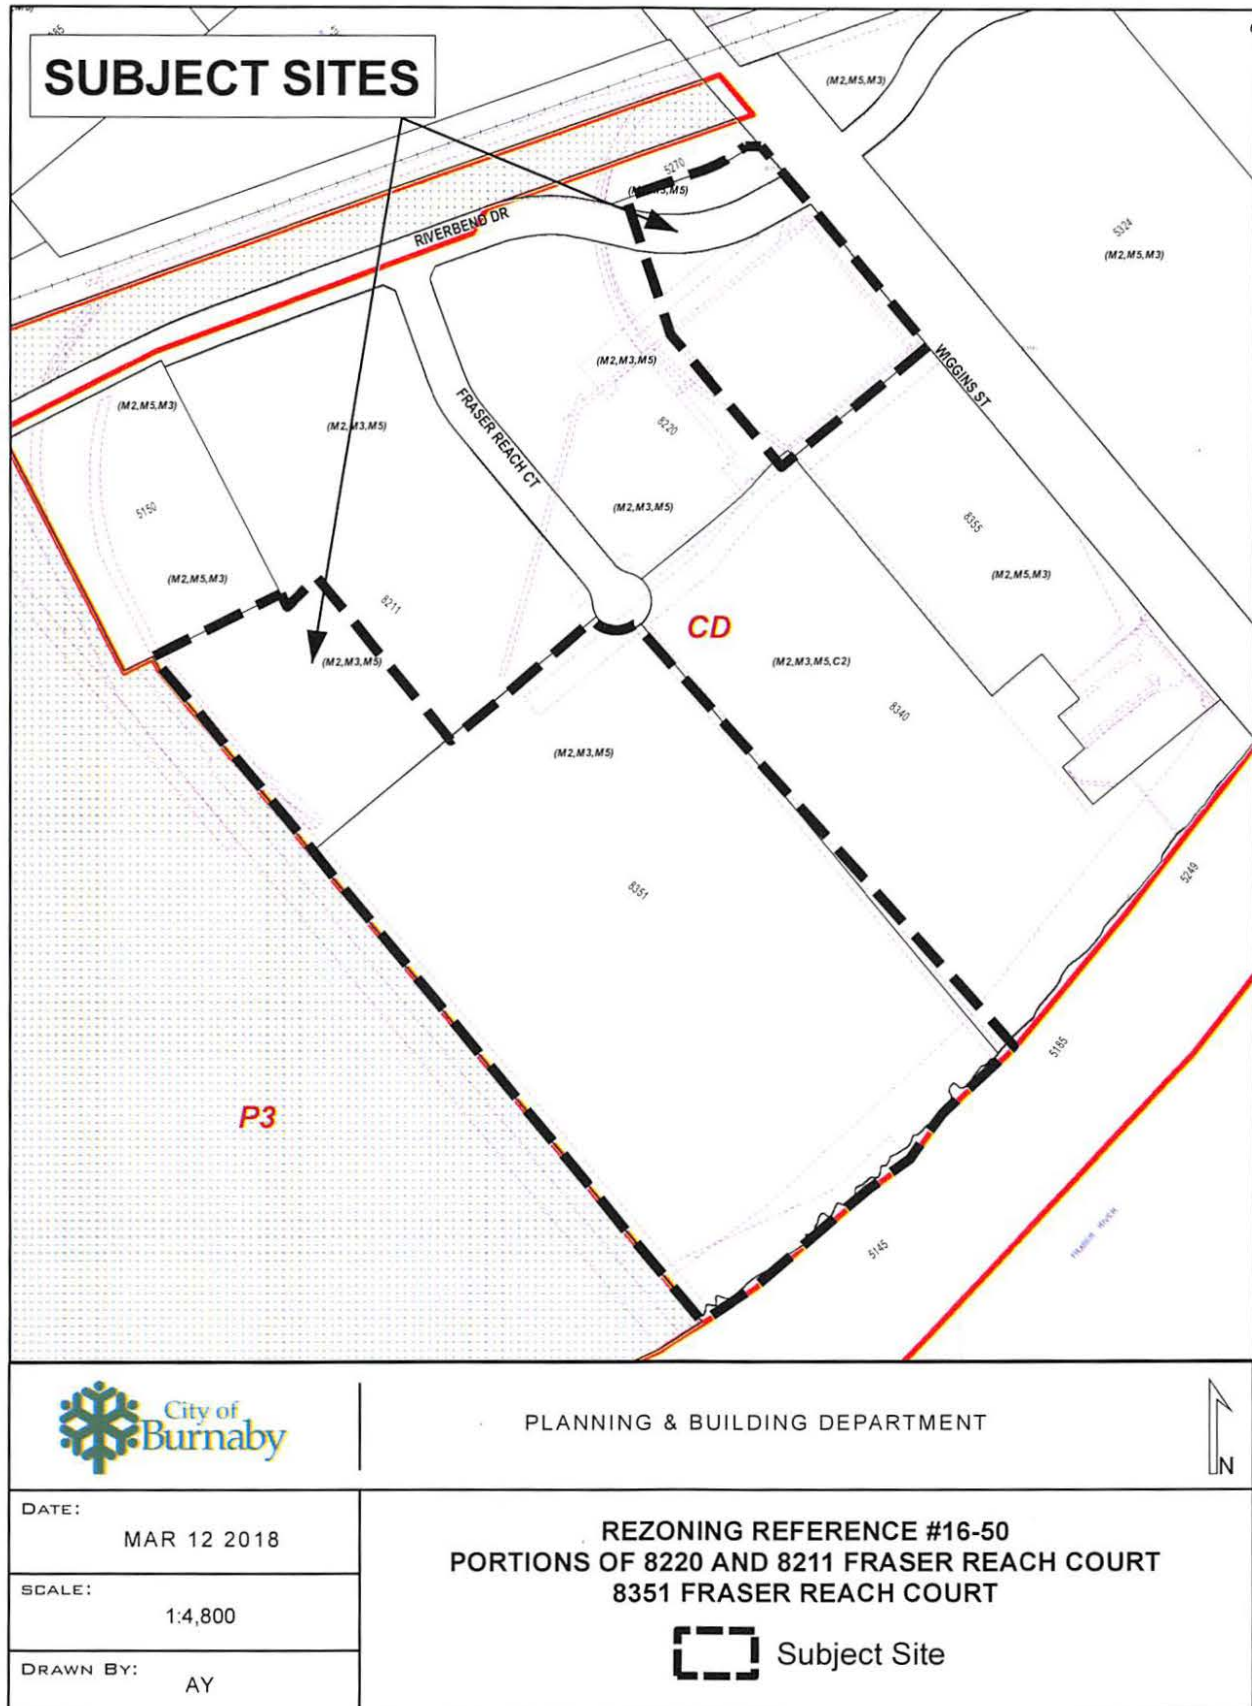 SUBJECT SITES
(M2,M5,M3)
5270
RIVERBEND DR
5324
(M2,M5,M3)
(M2,M3,M5)
WIGGINS ST
(M2,M5,M3)
(M2,M3,M5)
FRASER REACH CT
8220
5150
(M2,M3,M5)
8355
(M2,M5,M3)
(M2,M5,M3)
8211
CD
(M2,M3,M5)
(M2,M3,M5,C2)
8340
(M2,M3,M5)
8351
5249
5185
P3
5145
FRASER RIVER
City of
Burnaby
PLANNING & BUILDING DEPARTMENT
N
DATE:
MAR 12 2018
SCALE:
1:4,800
DRAWN BY:
AY
REZONING REFERENCE #16-50
PORTIONS OF 8220 AND 8211 FRASER REACH COURT
8351 FRASER REACH COURT
Subject Site